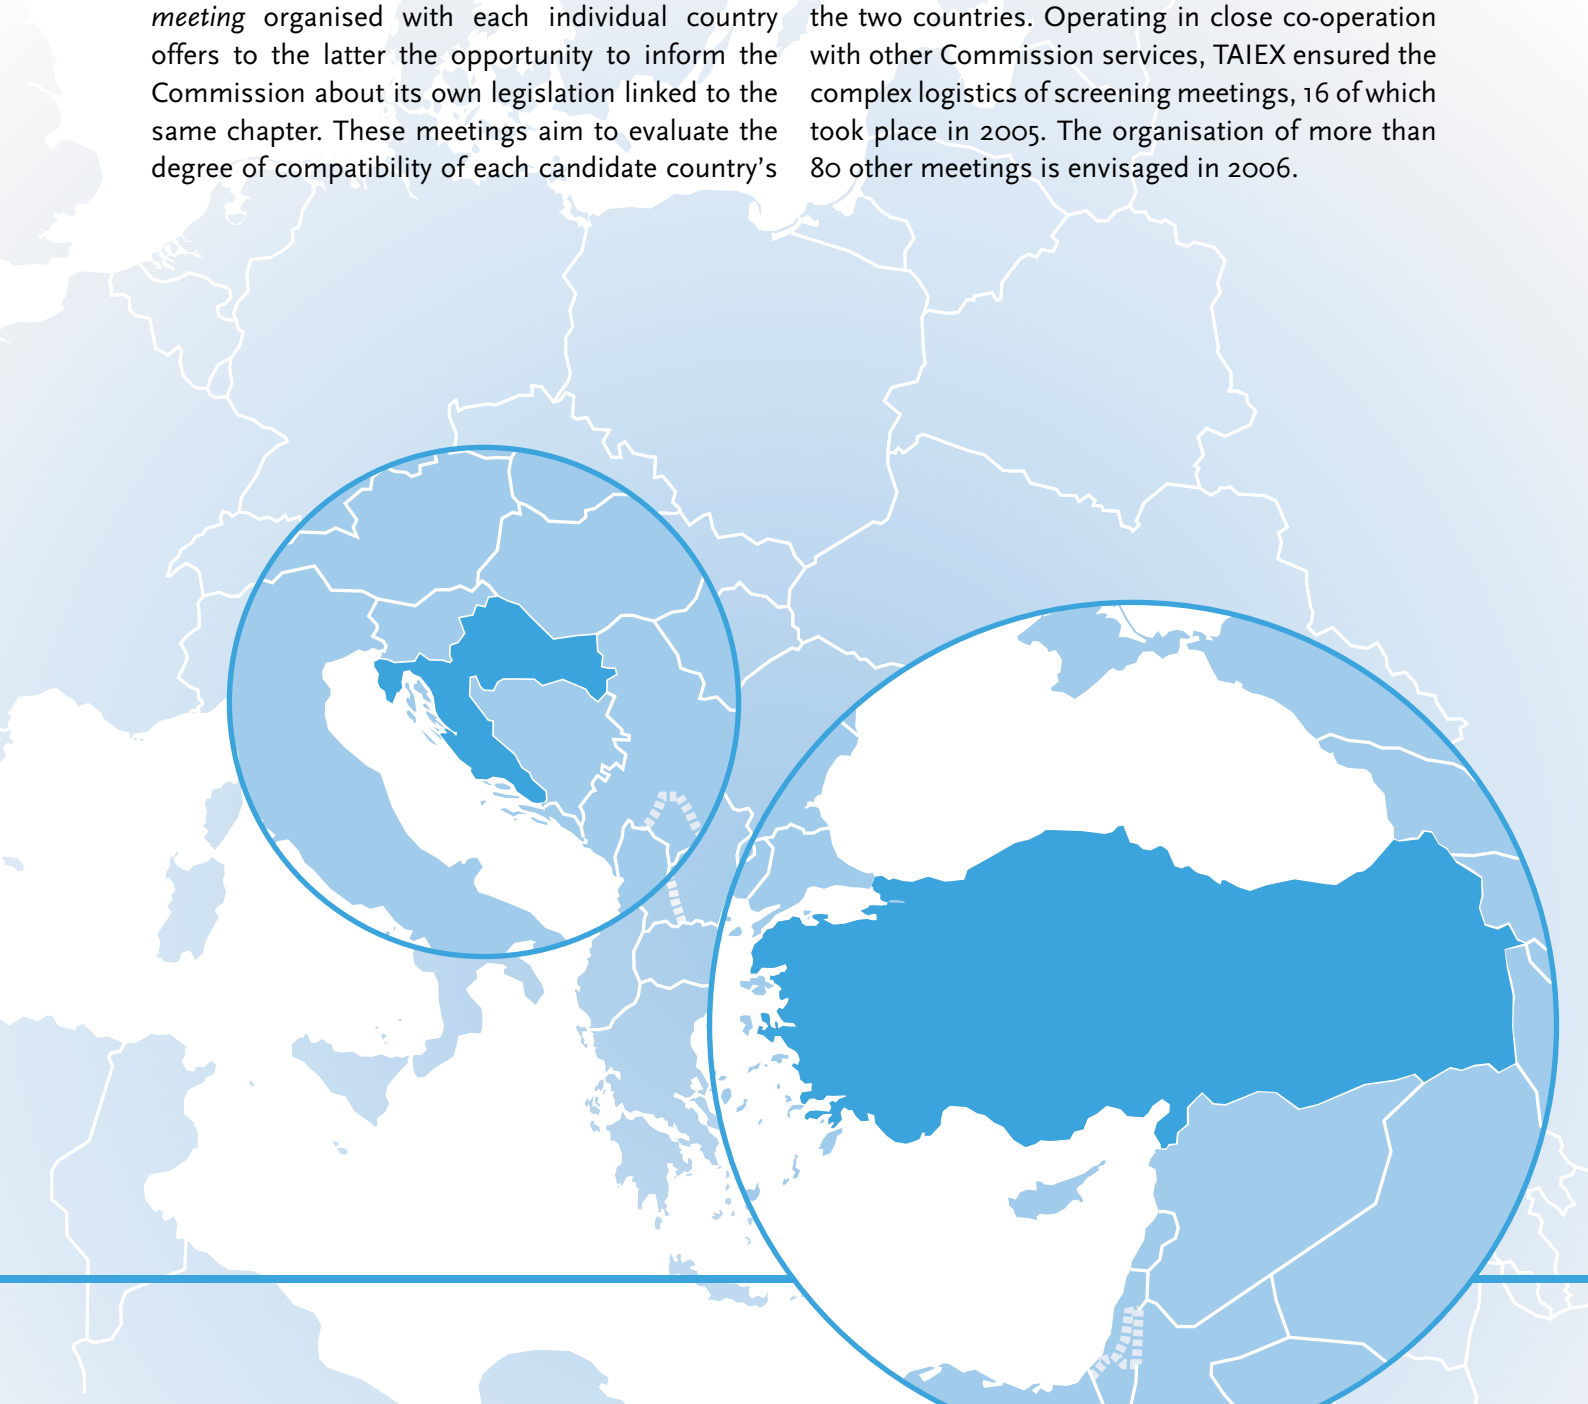 meeting organised with each individual country
offers to the latter the opportunity to inform the
Commission about its own legislation linked to the
same chapter. These meetings aim to evaluate the
degree of compatibility of each candidate country’s
the two countries. Operating in close co-operation
with other Commission services, TAIEX ensured the
complex logistics of screening meetings, 16 of which
took place in 2005. The organisation of more than
80 other meetings is envisaged in 2006.